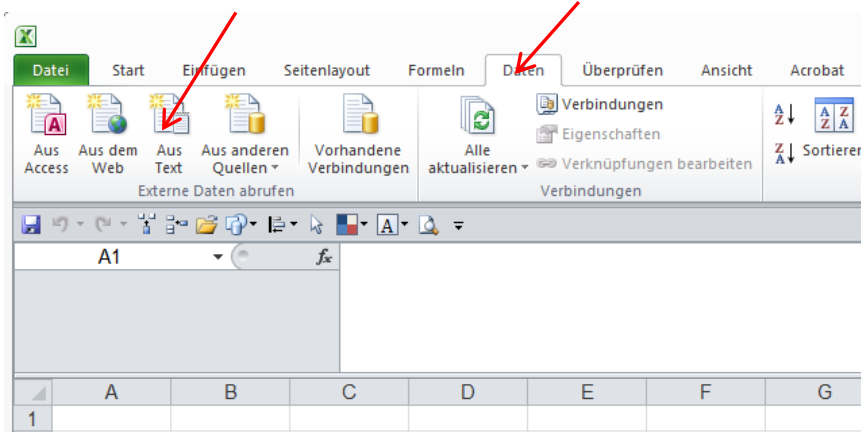 Datei Start Einfügen Seitenlayout Formeln Daten Überprüfen Ansicht Acrobat
Aus Access
Aus dem Web
Aus Text
Aus anderen Quellen
Vorhandene Verbindungen
Externe Daten abrufen
Alle aktualisieren
Verbindungen
Eigenschaften
Verknüpfungen bearbeiten
Verbindungen
Sortieren
A1 fx
A B C D E F G
1